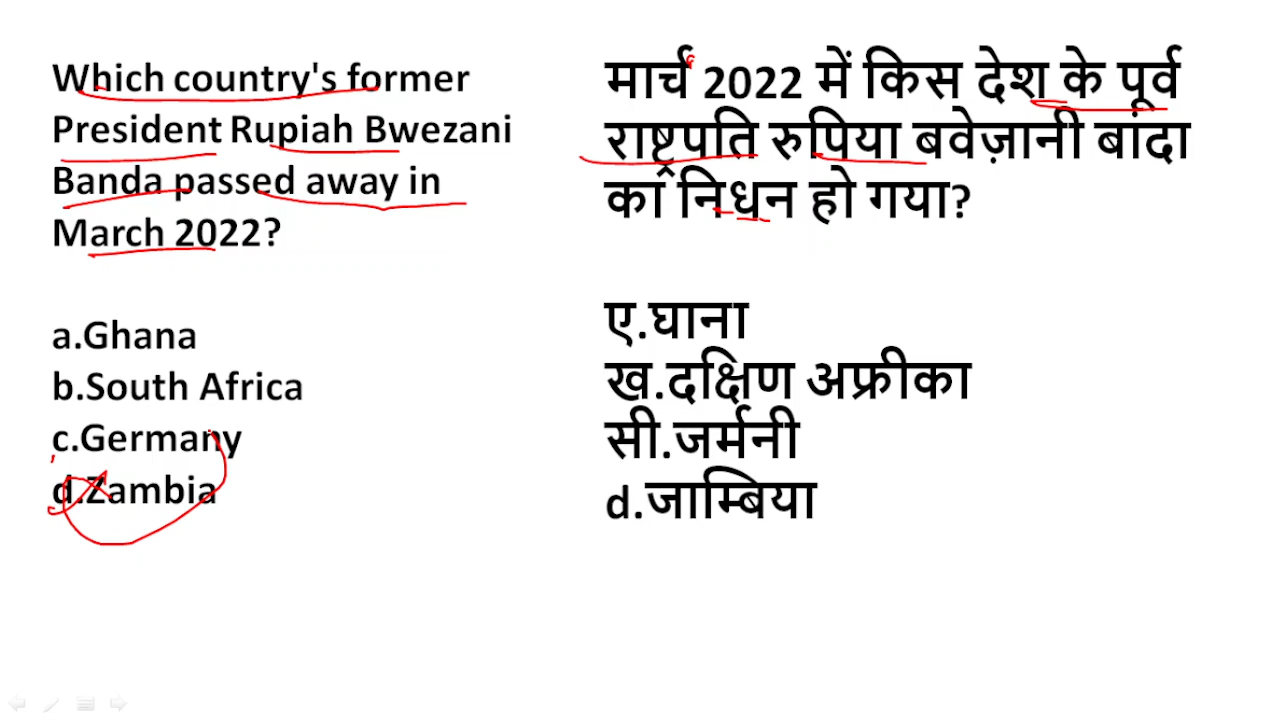 Which country's former
President Rupiah Bwezani
Banda passed away in
March 2022?
a.Ghana
b.South Africa
c.Germany
d.Zambia
मार्च 2022 में किस देश के पूर्व
राष्ट्रपति रुपिया बवेज़ानी बांदा
का निधन हो गया?
ए.घाना
ख.दक्षिण अफ्रीका
सी.जर्मनी
d.जाम्बिया